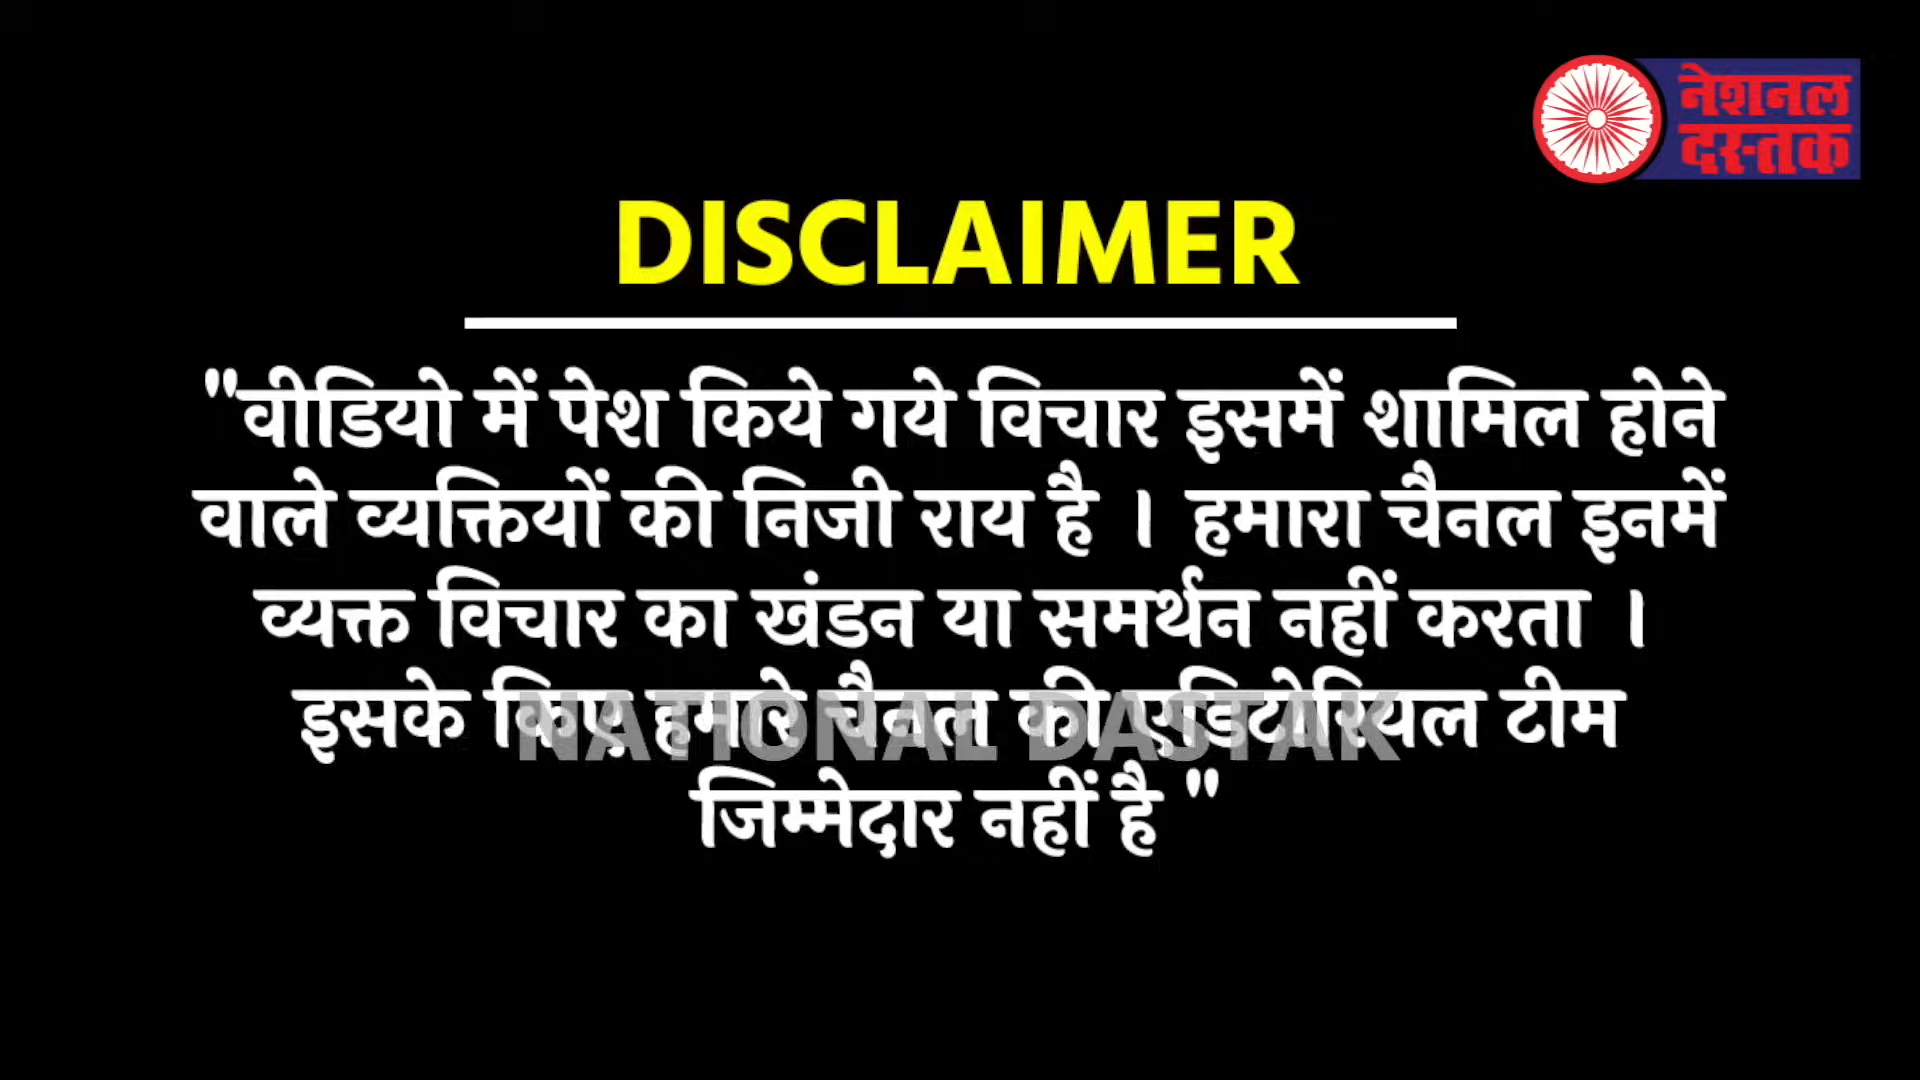 नेशनल
दस्तक
DISCLAIMER
"वीडियो में पेश किये गये विचार इसमें शामिल होने
वाले व्यक्तियों की निजी राय है । हमारा चैनल इनमें
व्यक्त विचार का खंडन या समर्थन नहीं करता ।
इसके किए हमारे चैनल की एडिटोरियल टीम
NATIONAL DASTAK
जिम्मेदार नहीं है "